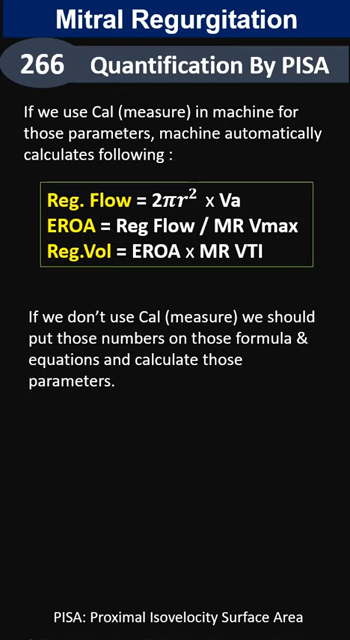 Mitral Regurgitation
266 Quantification By PISA
If we use Cal (measure) in machine for
those parameters, machine automatically
calculates following :
Reg. Flow = 2πr² x Va
EROA = Reg Flow / MR Vmax
Reg.Vol = EROA x MR VTI
If we don't use Cal (measure) we should
put those numbers on those formula &
equations and calculate those
parameters.
PISA: Proximal Isovelocity Surface Area